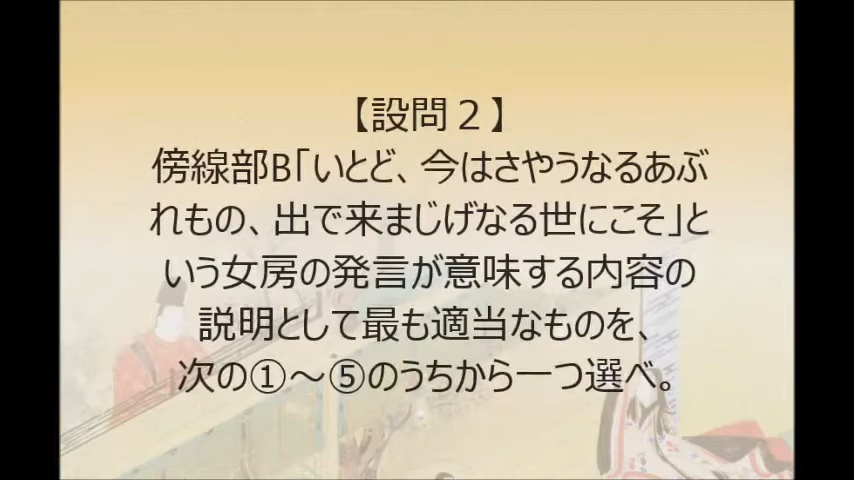 【設問２】
傍線部B「いとど、今はさやうなるあぶ
れもの、出で来まじげなる世にこそ」と
いう女房の発言が意味する内容の
説明として最も適当なものを、
次の①～⑤のうちから一つ選べ。